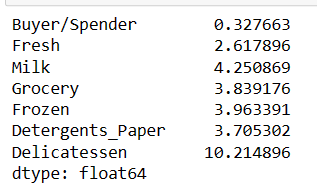 Buyer/Spender 0.327663
Fresh 2.617896
Milk 4.250869
Grocery 3.839176
Frozen 3.963391
Detergents_Paper 3.705302
Delicatessen 10.214896
dtype: float64